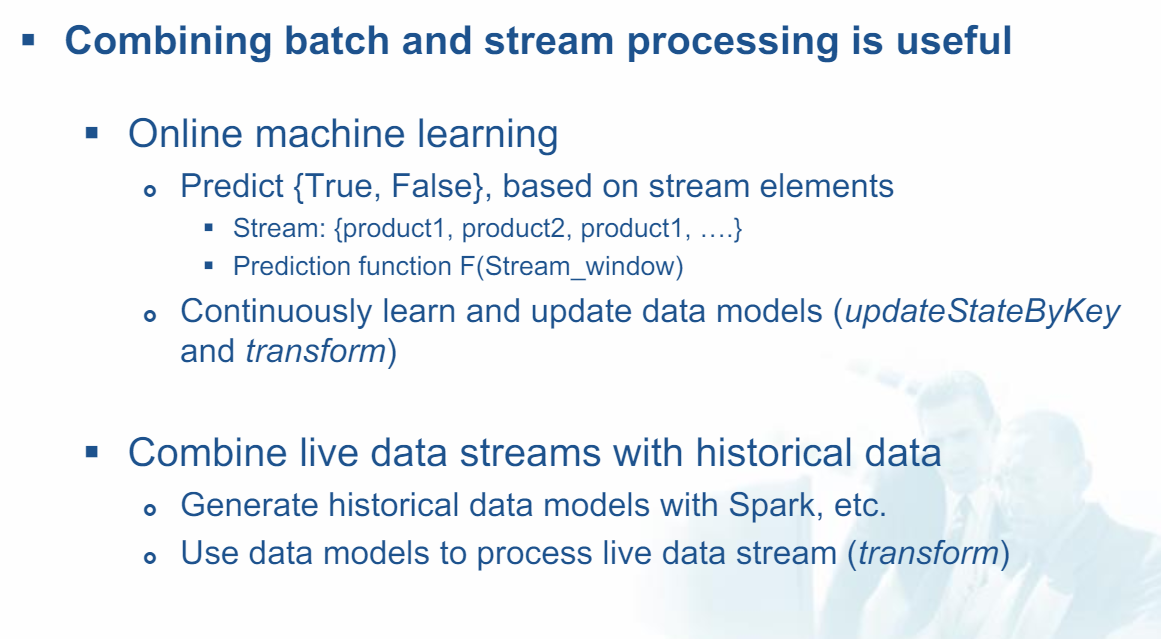 ▪ Combining batch and stream processing is useful
▪ Online machine learning
o Predict {True, False}, based on stream elements
▪ Stream: {product1, product2, product1, ….}
▪ Prediction function F(Stream_window)
o Continuously learn and update data models (updateStateByKey
and transform)
▪ Combine live data streams with historical data
o Generate historical data models with Spark, etc.
o Use data models to process live data stream (transform)